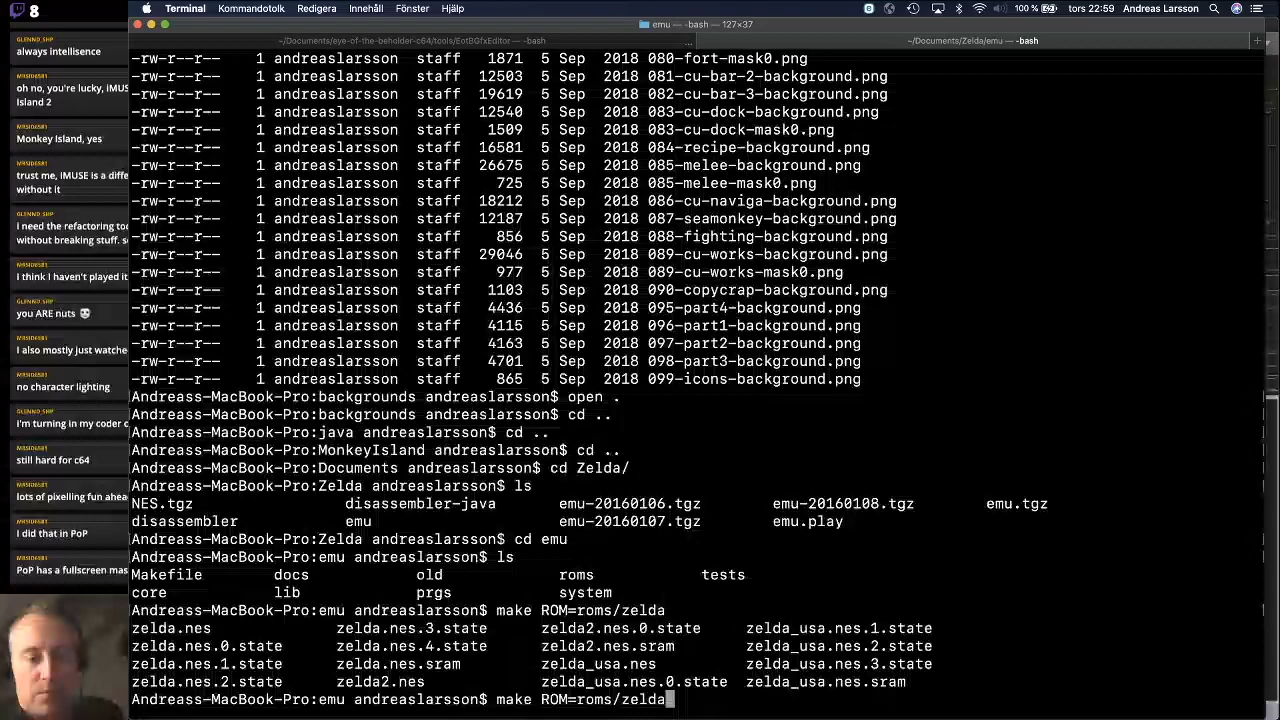 8
Terminal Kommandotolk Redigera Innehåll Fönster Hjälp
100 % tors 22:59 Andreas Larsson
emu — -bash — 127×37
~/Documents/eye-of-the-beholder-c64/tools/EotBGfxEditor — -bash
...
~/Documents/Zelda/emu — -bash
+
GLENND_SHP
always intellisence
oh no, you're lucky, iMUSE
Island 2
Monkey Island, yes
trust me, IMUSE is a diffe
without it
GLENND_SHP
I need the refactoring too
without breaking stuff. s
I think I haven't played it
GLENND_SHP
you ARE nuts 💀
I also mostly just watche
no character lighting
GLENND_SHP
i'm turning in my coder c
still hard for c64
lots of pixelling fun ahea
I did that in PoP
PoP has a fullscreen mas
-rw-r--r-- 1 andreaslarsson staff 1871 5 Sep 2018 080-fort-mask0.png
-rw-r--r-- 1 andreaslarsson staff 12503 5 Sep 2018 081-cu-bar-2-background.png
-rw-r--r-- 1 andreaslarsson staff 19619 5 Sep 2018 082-cu-bar-3-background.png
-rw-r--r-- 1 andreaslarsson staff 12540 5 Sep 2018 083-cu-dock-background.png
-rw-r--r-- 1 andreaslarsson staff 1509 5 Sep 2018 083-cu-dock-mask0.png
-rw-r--r-- 1 andreaslarsson staff 16581 5 Sep 2018 084-recipe-background.png
-rw-r--r-- 1 andreaslarsson staff 26675 5 Sep 2018 085-melee-background.png
-rw-r--r-- 1 andreaslarsson staff 725 5 Sep 2018 085-melee-mask0.png
-rw-r--r-- 1 andreaslarsson staff 18212 5 Sep 2018 086-cu-naviga-background.png
-rw-r--r-- 1 andreaslarsson staff 12187 5 Sep 2018 087-seamonkey-background.png
-rw-r--r-- 1 andreaslarsson staff 856 5 Sep 2018 088-fighting-background.png
-rw-r--r-- 1 andreaslarsson staff 29046 5 Sep 2018 089-cu-works-background.png
-rw-r--r-- 1 andreaslarsson staff 977 5 Sep 2018 089-cu-works-mask0.png
-rw-r--r-- 1 andreaslarsson staff 1103 5 Sep 2018 090-copycrap-background.png
-rw-r--r-- 1 andreaslarsson staff 4436 5 Sep 2018 095-part4-background.png
-rw-r--r-- 1 andreaslarsson staff 4115 5 Sep 2018 096-part1-background.png
-rw-r--r-- 1 andreaslarsson staff 4163 5 Sep 2018 097-part2-background.png
-rw-r--r-- 1 andreaslarsson staff 4701 5 Sep 2018 098-part3-background.png
-rw-r--r-- 1 andreaslarsson staff 865 5 Sep 2018 099-icons-background.png
Andreass-MacBook-Pro:backgrounds andreaslarsson$ open .
Andreass-MacBook-Pro:backgrounds andreaslarsson$ cd ..
Andreass-MacBook-Pro:java andreaslarsson$ cd ..
Andreass-MacBook-Pro:MonkeyIsland andreaslarsson$ cd ..
Andreass-MacBook-Pro:Documents andreaslarsson$ cd Zelda/
Andreass-MacBook-Pro:Zelda andreaslarsson$ ls
NES.tgz disassembler-java emu-20160106.tgz emu-20160108.tgz emu.tgz
disassembler emu emu-20160107.tgz emu.play
Andreass-MacBook-Pro:Zelda andreaslarsson$ cd emu
Andreass-MacBook-Pro:emu andreaslarsson$ ls
Makefile docs old roms tests
core lib prgs system
Andreass-MacBook-Pro:emu andreaslarsson$ make ROM=roms/zelda
zelda.nes zelda.nes.3.state zelda2.nes.0.state zelda_usa.nes.1.state
zelda.nes.0.state zelda.nes.4.state zelda2.nes.sram zelda_usa.nes.2.state
zelda.nes.1.state zelda.nes.sram zelda_usa.nes zelda_usa.nes.3.state
zelda.nes.2.state zelda2.nes zelda_usa.nes.0.state zelda_usa.nes.sram
Andreass-MacBook-Pro:emu andreaslarsson$ make ROM=roms/zelda